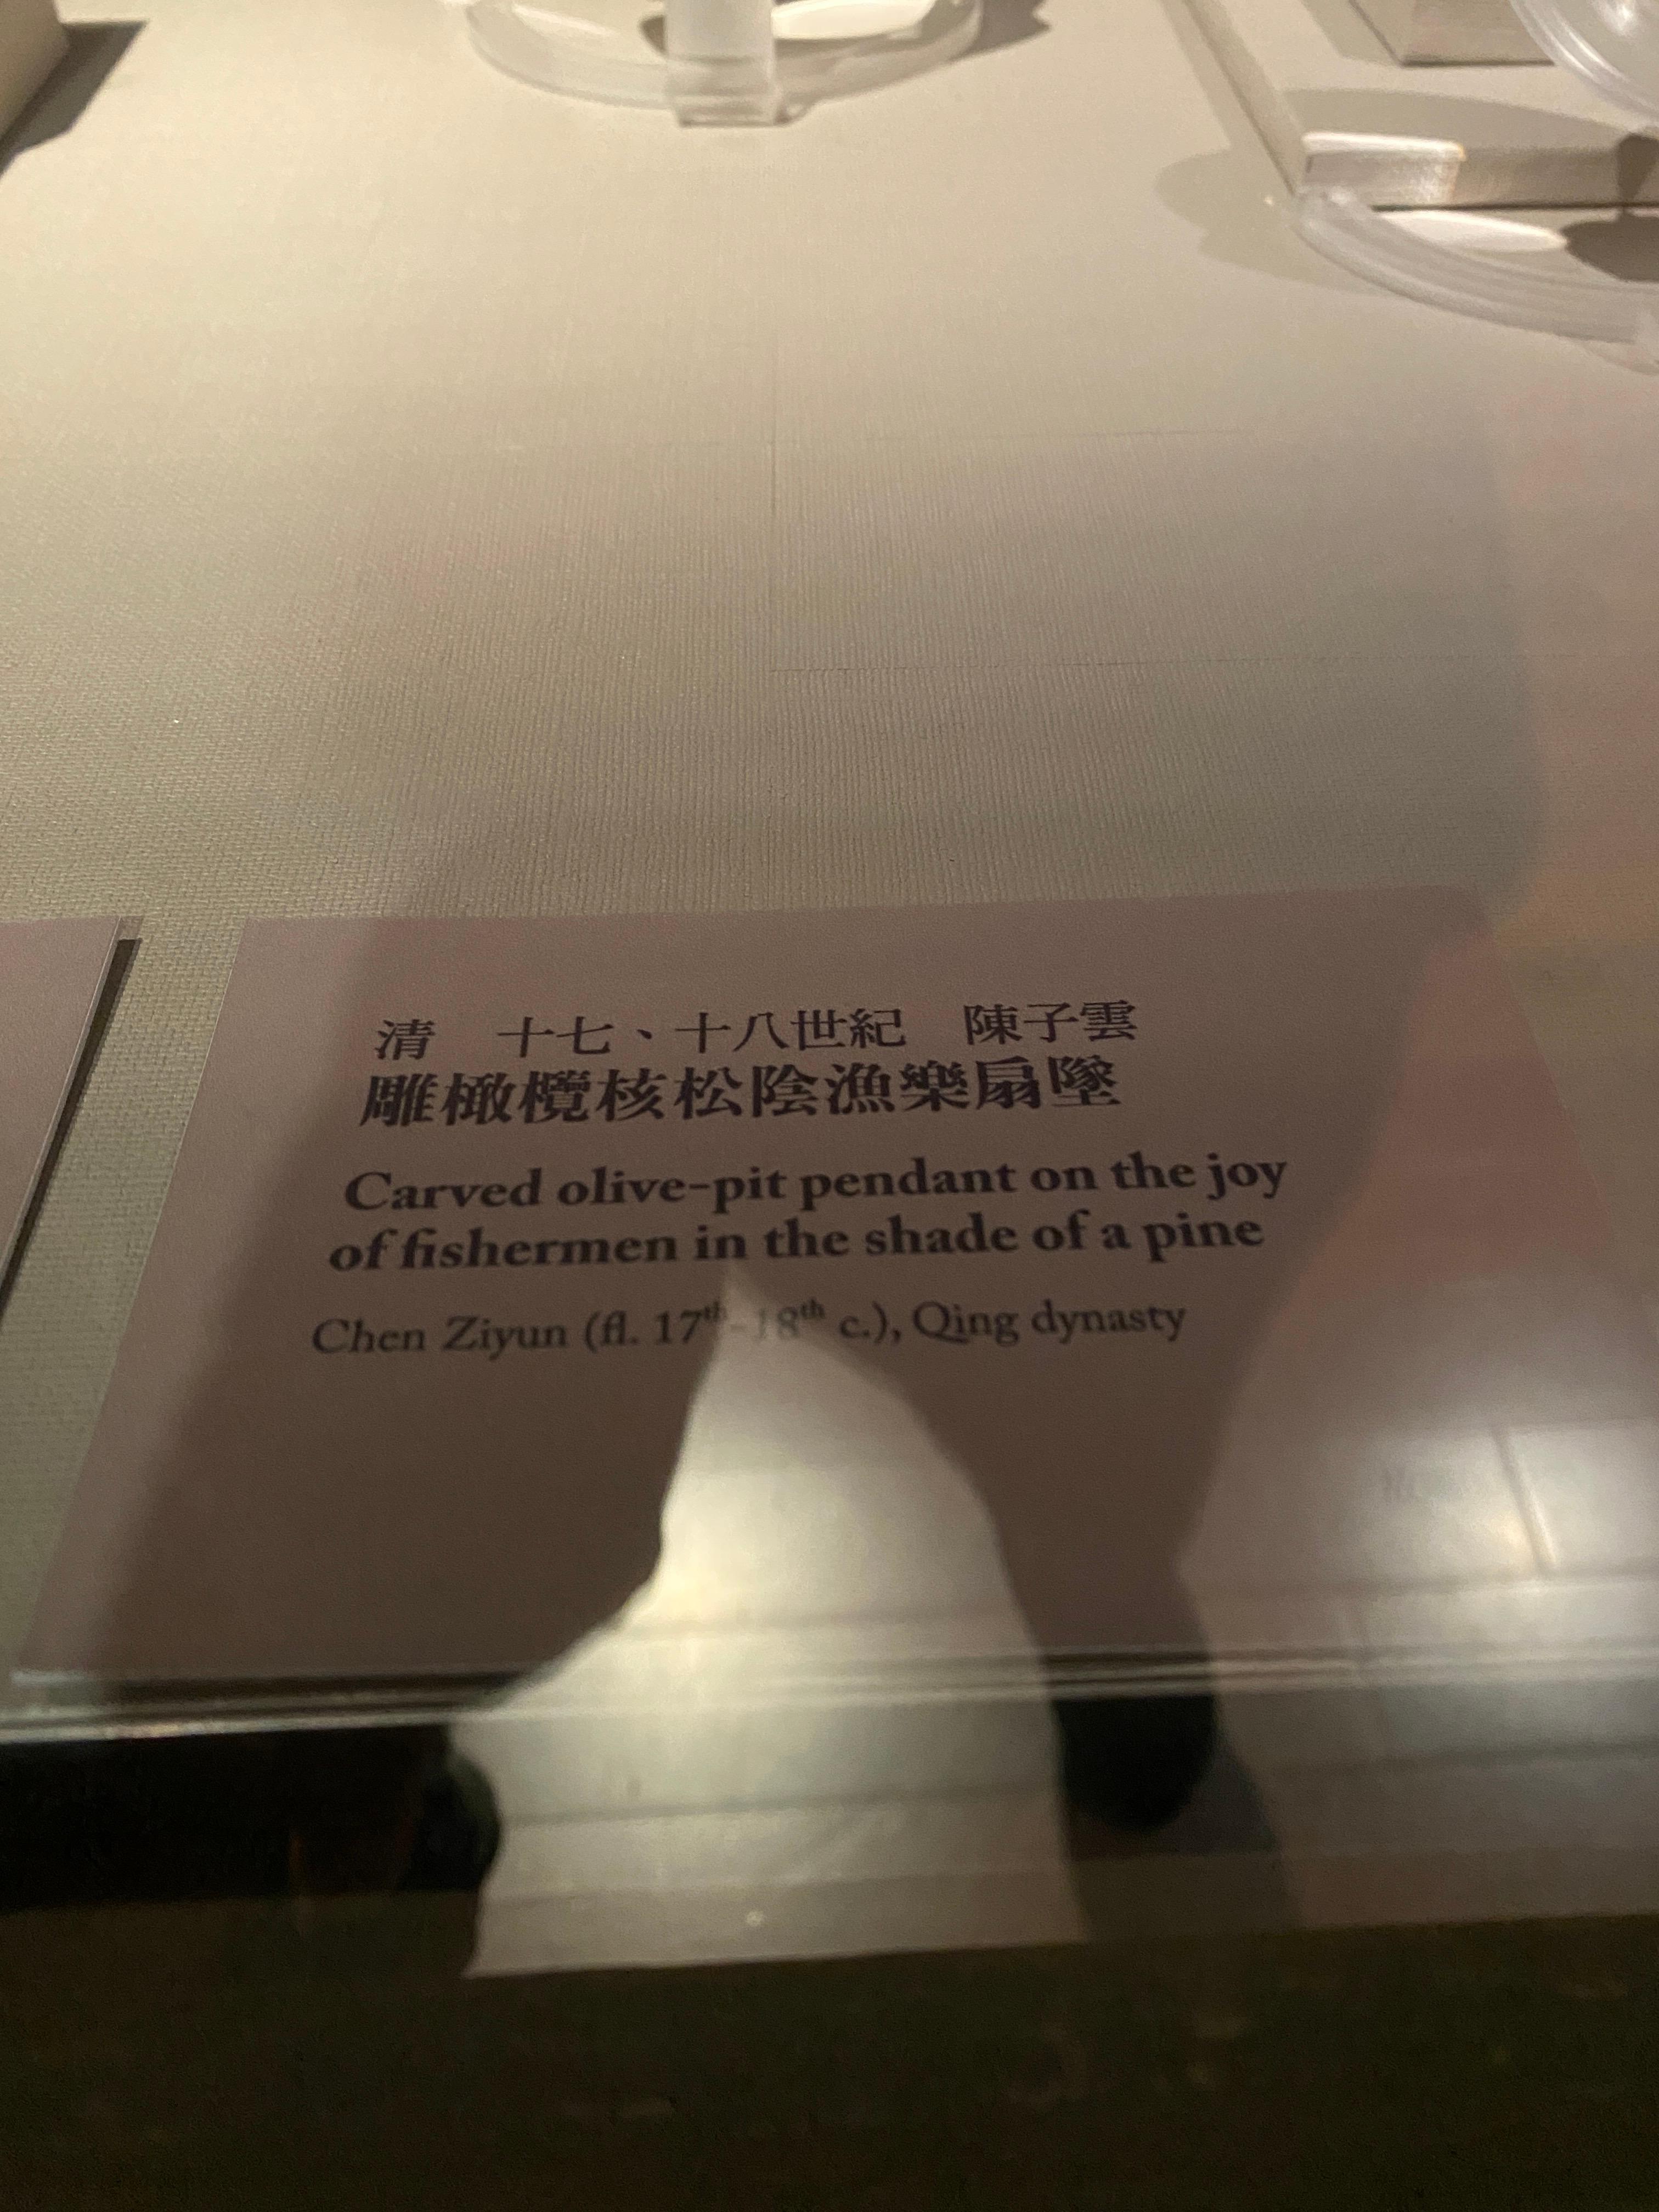 清　十七、十八世紀　陳子雲
雕橄欖核松陰漁樂扇墜
Carved olive-pit pendant on the joy
of fishermen in the shade of a pine
Chen Ziyun (fl. 17th-18th c.), Qing dynasty